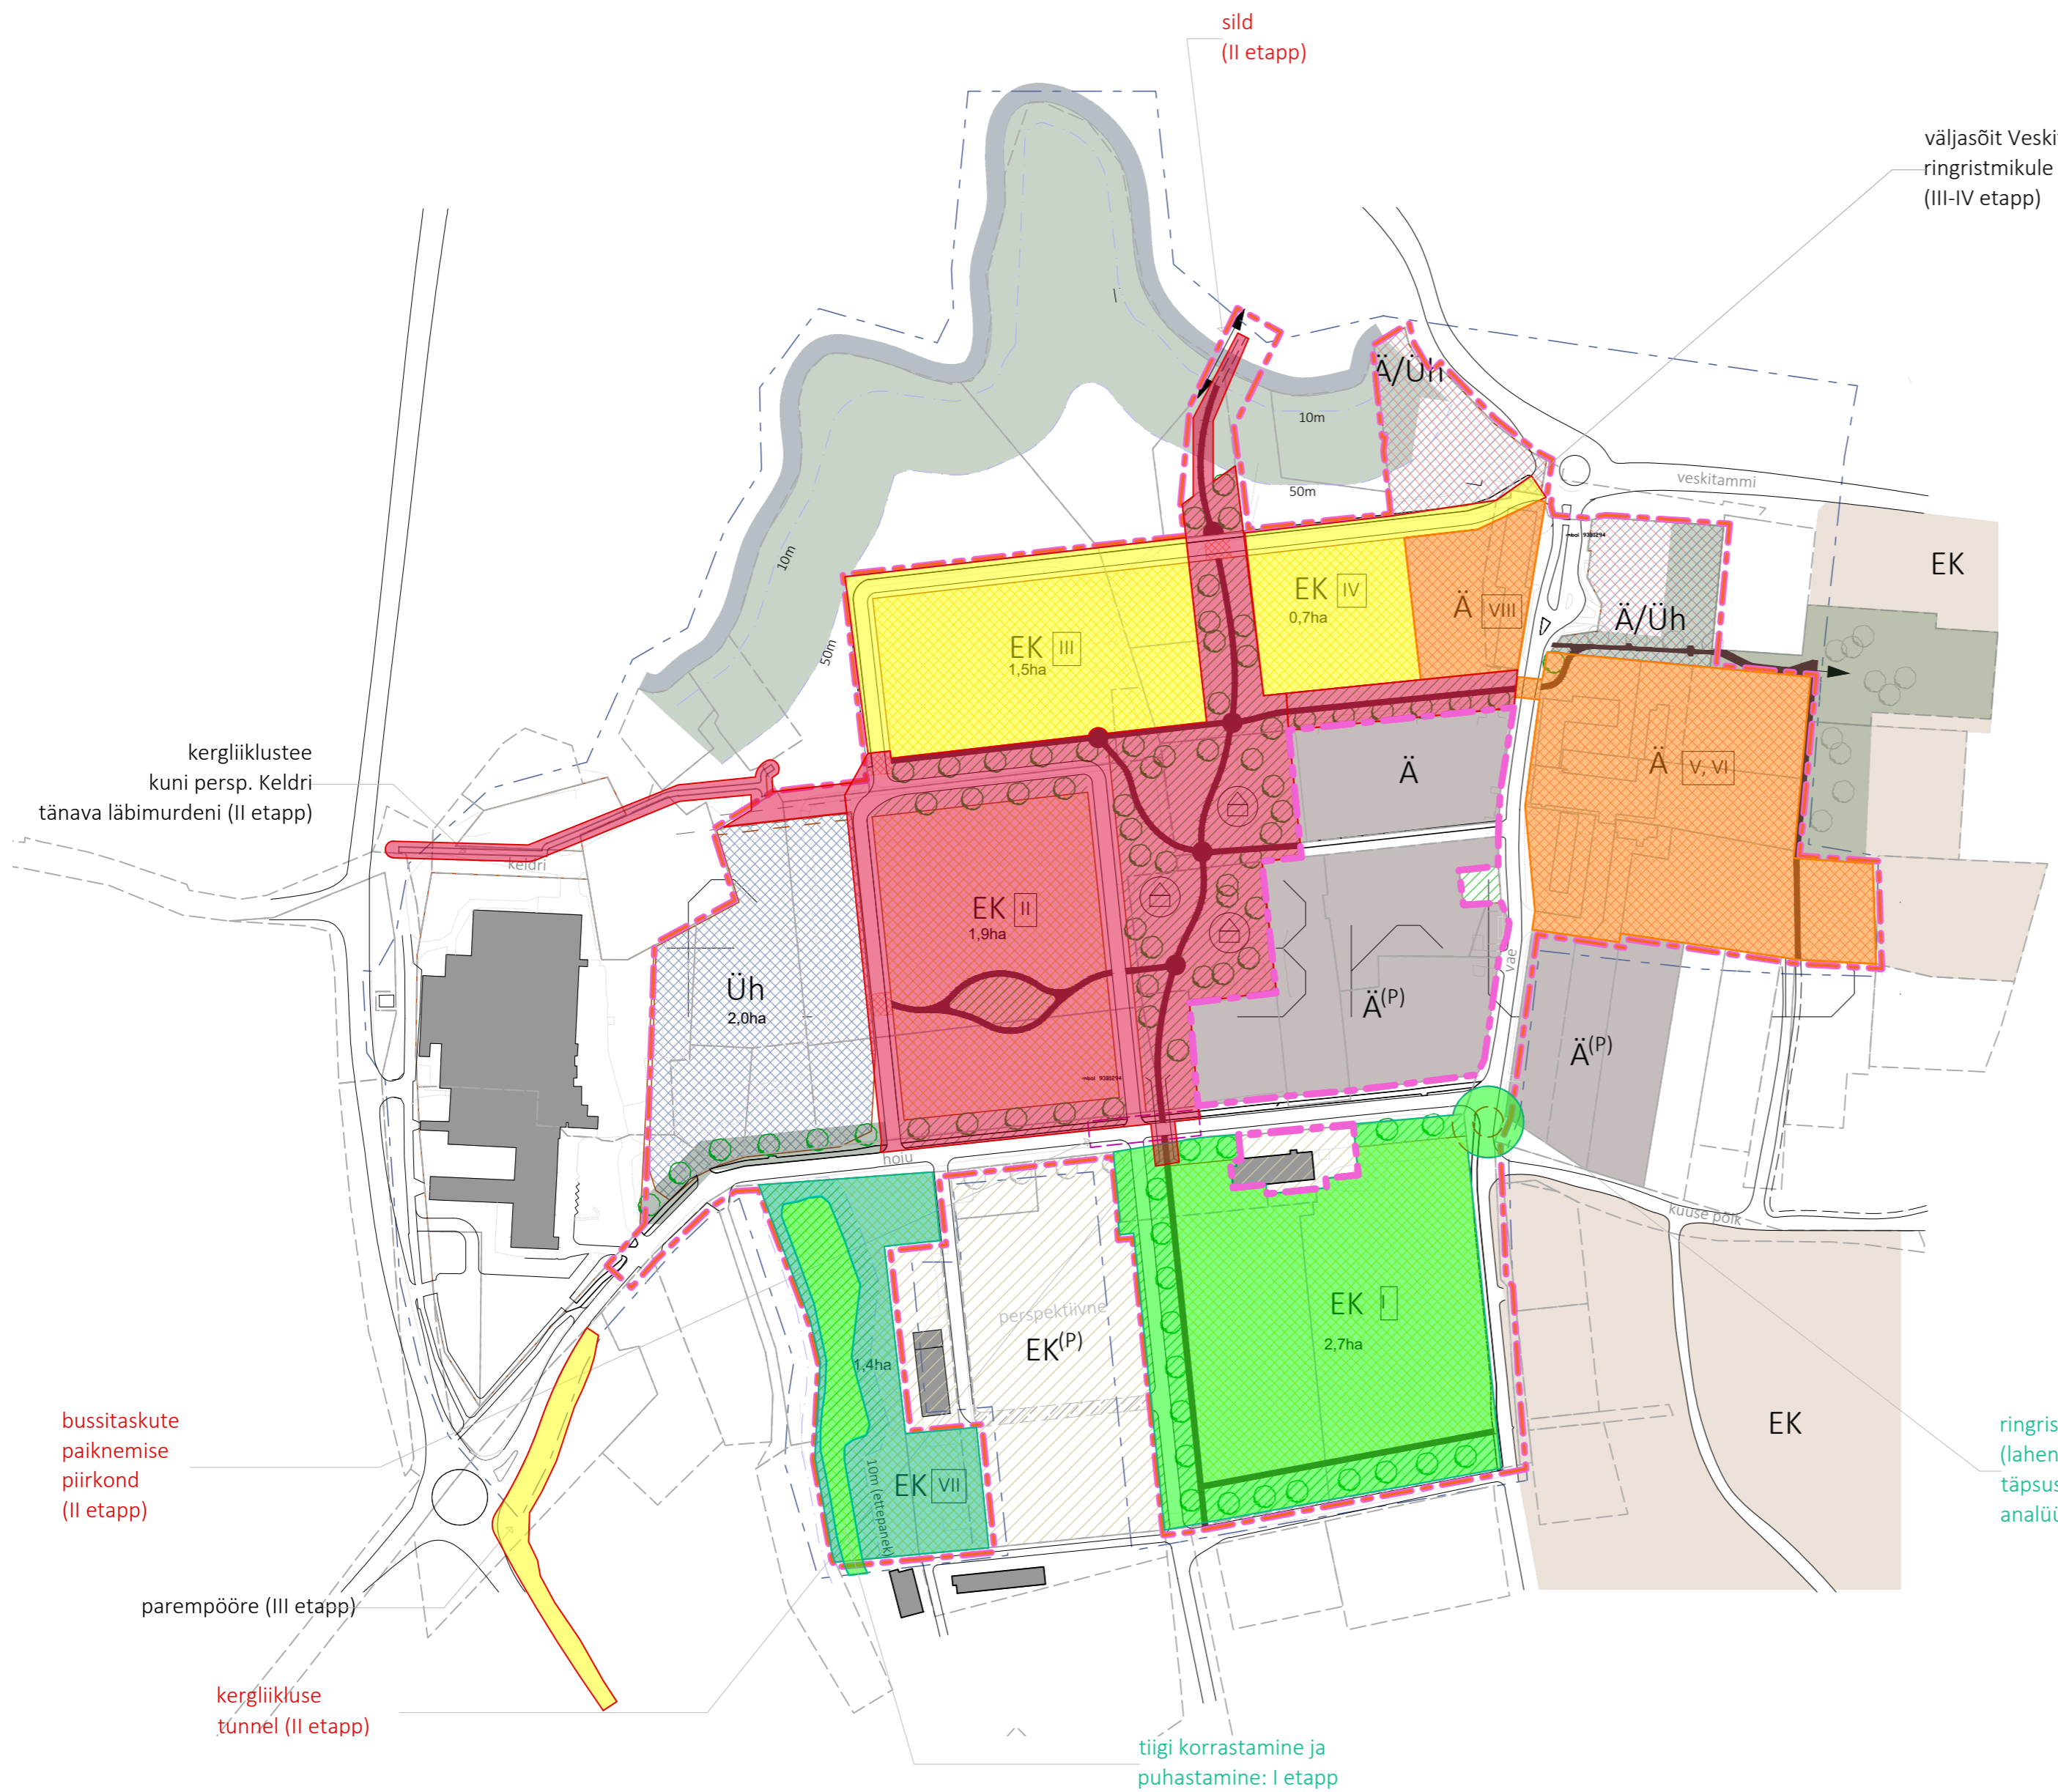 sild
(II etapp)
väljasõit Veski
ringristmikule
(III-IV etapp)
Ä/Üh
10m
50m
veskitammi
EK
10m
50m
EK III
1,5ha
EK IV
0,7ha
Ä VIII
Ä/Üh
kergliiklustee
kuni persp. Keldri
tänava läbimurdeni (II etapp)
keldri
Ä
Ä V, VI
EK II
1,9ha
Üh
2,0ha
Ä(P)
vae
Ä(P)
hoiu
kuuse põik
perspektiivne
EK(P)
EK I
2,7ha
1,4ha
EK VII
10m (ettepanek)
EK
bussitaskute
paiknemise
piirkond
(II etapp)
ringris
(lahen
täpsus
analüü
parempööre (III etapp)
kergliikluse
tunnel (II etapp)
tiigi korrastamine ja
puhastamine: I etapp